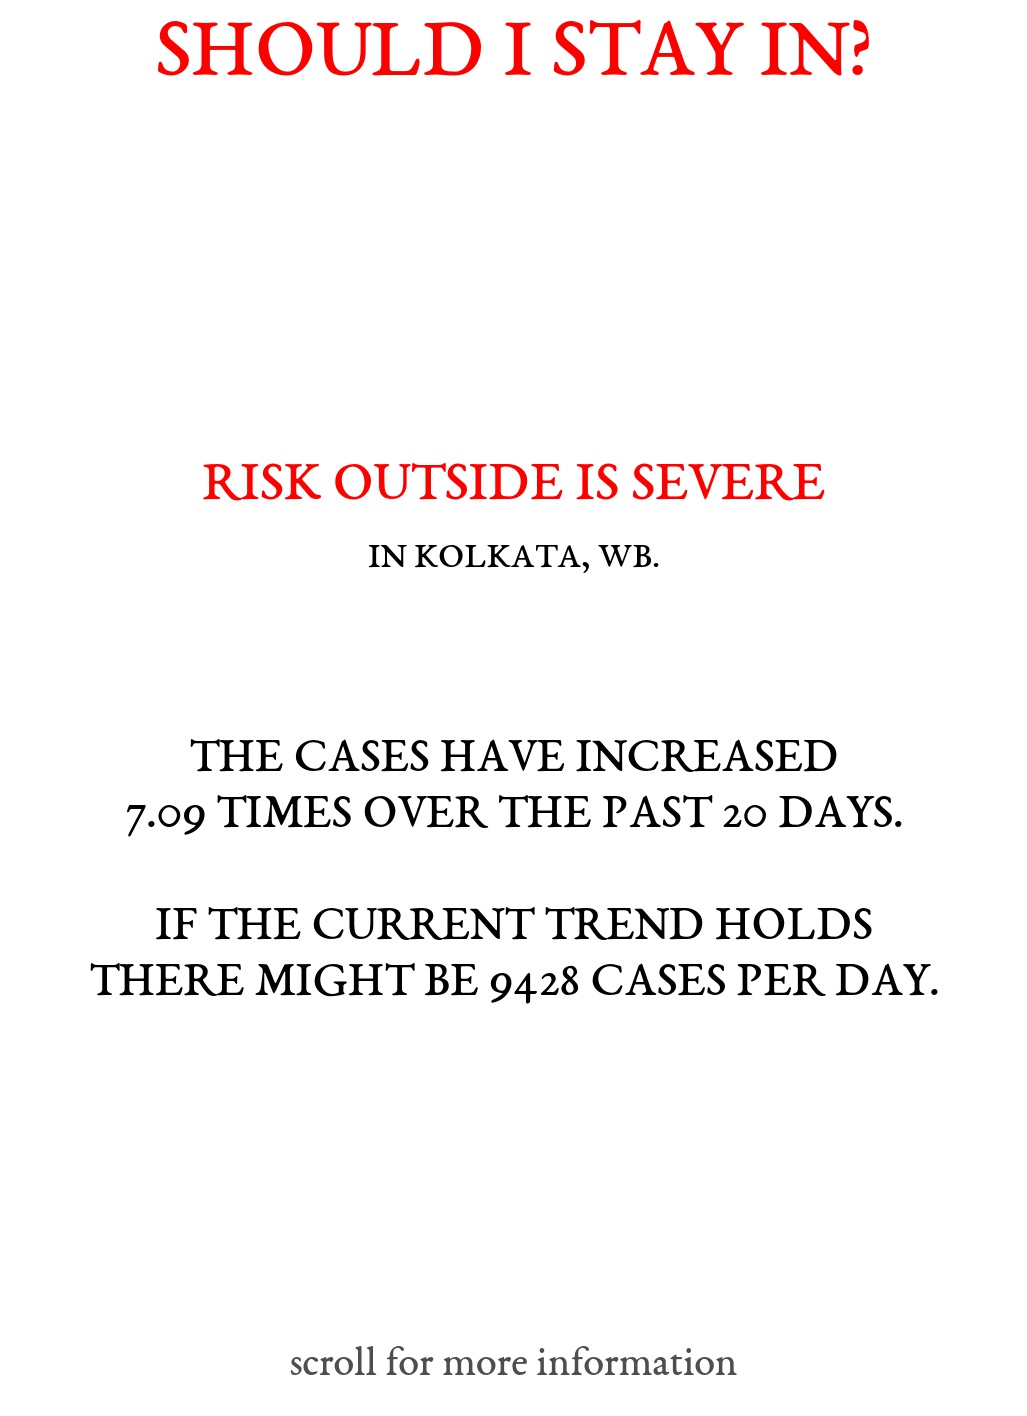 SHOULD I STAY IN?
RISK OUTSIDE IS SEVERE
IN KOLKATA, WB.
THE CASES HAVE INCREASED
7.09 TIMES OVER THE PAST 20 DAYS.
IF THE CURRENT TREND HOLDS
THERE MIGHT BE 9428 CASES PER DAY.
scroll for more information